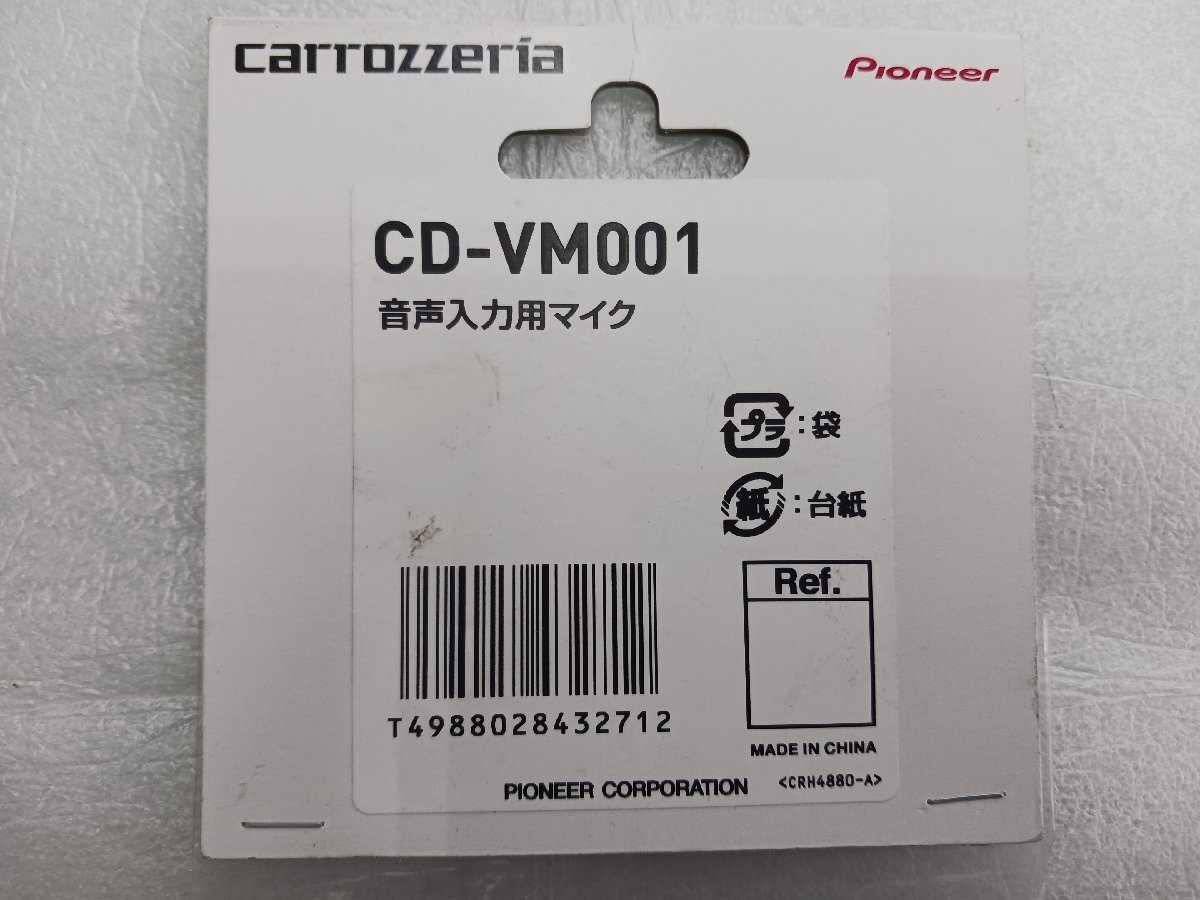 carrozzeria
Pioneer
CD-VM001
音声入力用マイク
プラ:袋
紙:台紙
Ref.
T4988028432712
MADE IN CHINA
PIONEER CORPORATION <CRH4880-A>